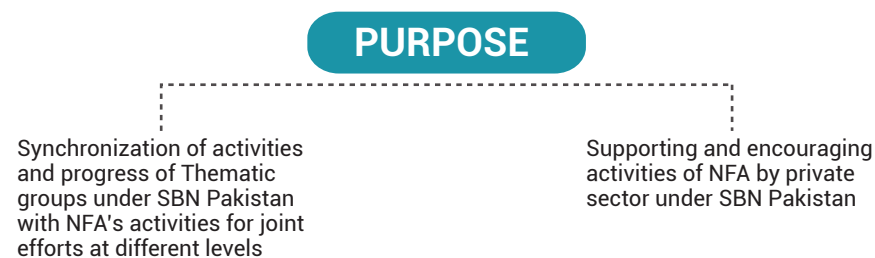 PURPOSE
Synchronization of activities
and progress of Thematic
groups under SBN Pakistan
with NFA's activities for joint
efforts at different levels
Supporting and encouraging
activities of NFA by private
sector under SBN Pakistan